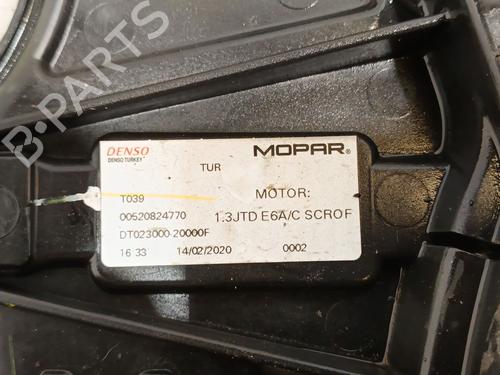 DENSO
DENSO TURKEY
TUR
MOPAR®
T039
MOTOR:
00520824770
1.3JTD E6A/C SCROF
DT023000-20000F
16:33 14/02/2020 0002
B-PARTS